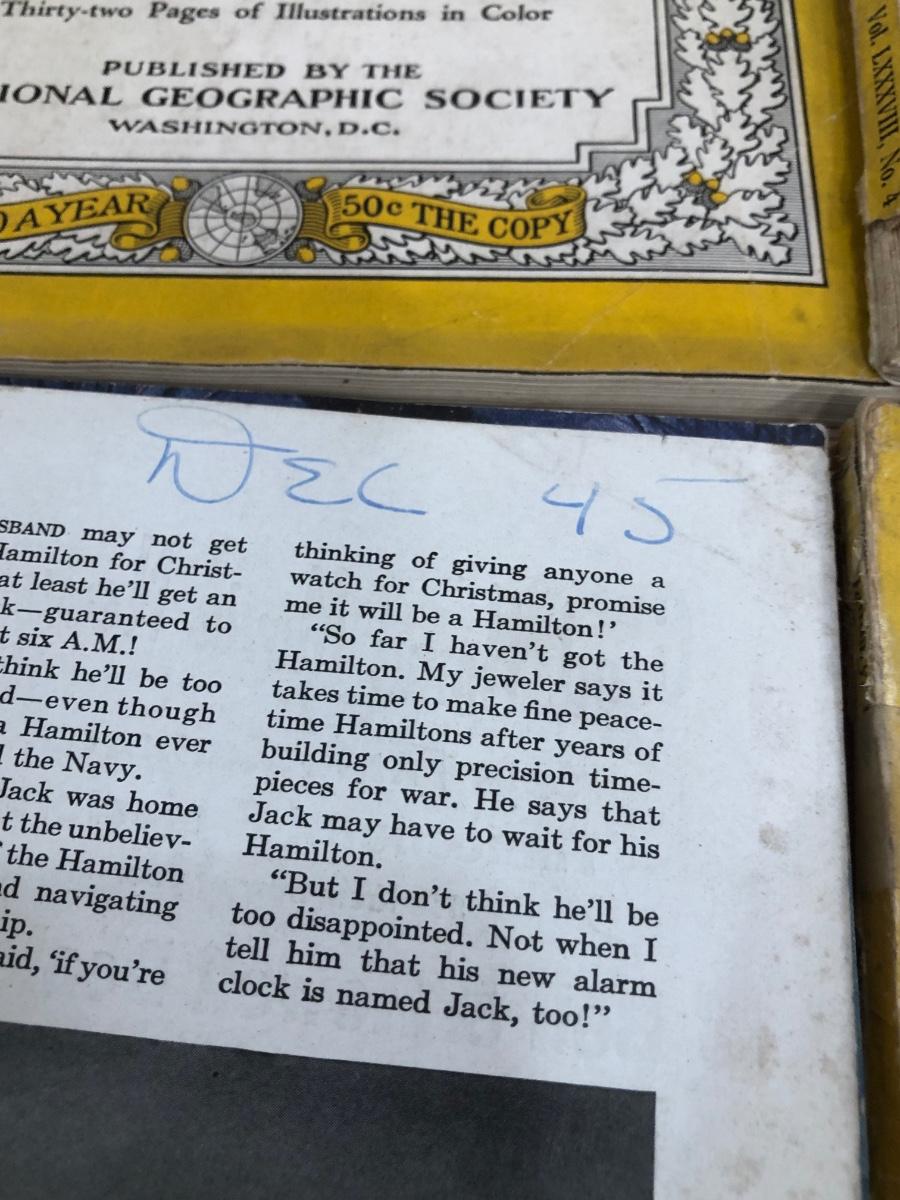 Thirty-two Pages of Illustrations in Color
PUBLISHED BY THE
IONAL GEOGRAPHIC SOCIETY
WASHINGTON, D.C.
A YEAR
50c THE COPY
Vol. LXXXVIII, No. 4
DEC 45
SBAND may not get
Hamilton for Christ-
at least he'll get an
k—guaranteed to
t six A.M.!
think he'll be too
d—even though
a Hamilton ever
the Navy.
Jack was home
t the unbeliev-
the Hamilton
d navigating
ip.
aid, 'if you're
thinking of giving anyone a
watch for Christmas, promise
me it will be a Hamilton!'
“So far I haven't got the
Hamilton. My jeweler says it
takes time to make fine peace-
time Hamiltons after years of
building only precision time-
pieces for war. He says that
Jack may have to wait for his
Hamilton.
“But I don't think he'll be
too disappointed. Not when I
tell him that his new alarm
clock is named Jack, too!”